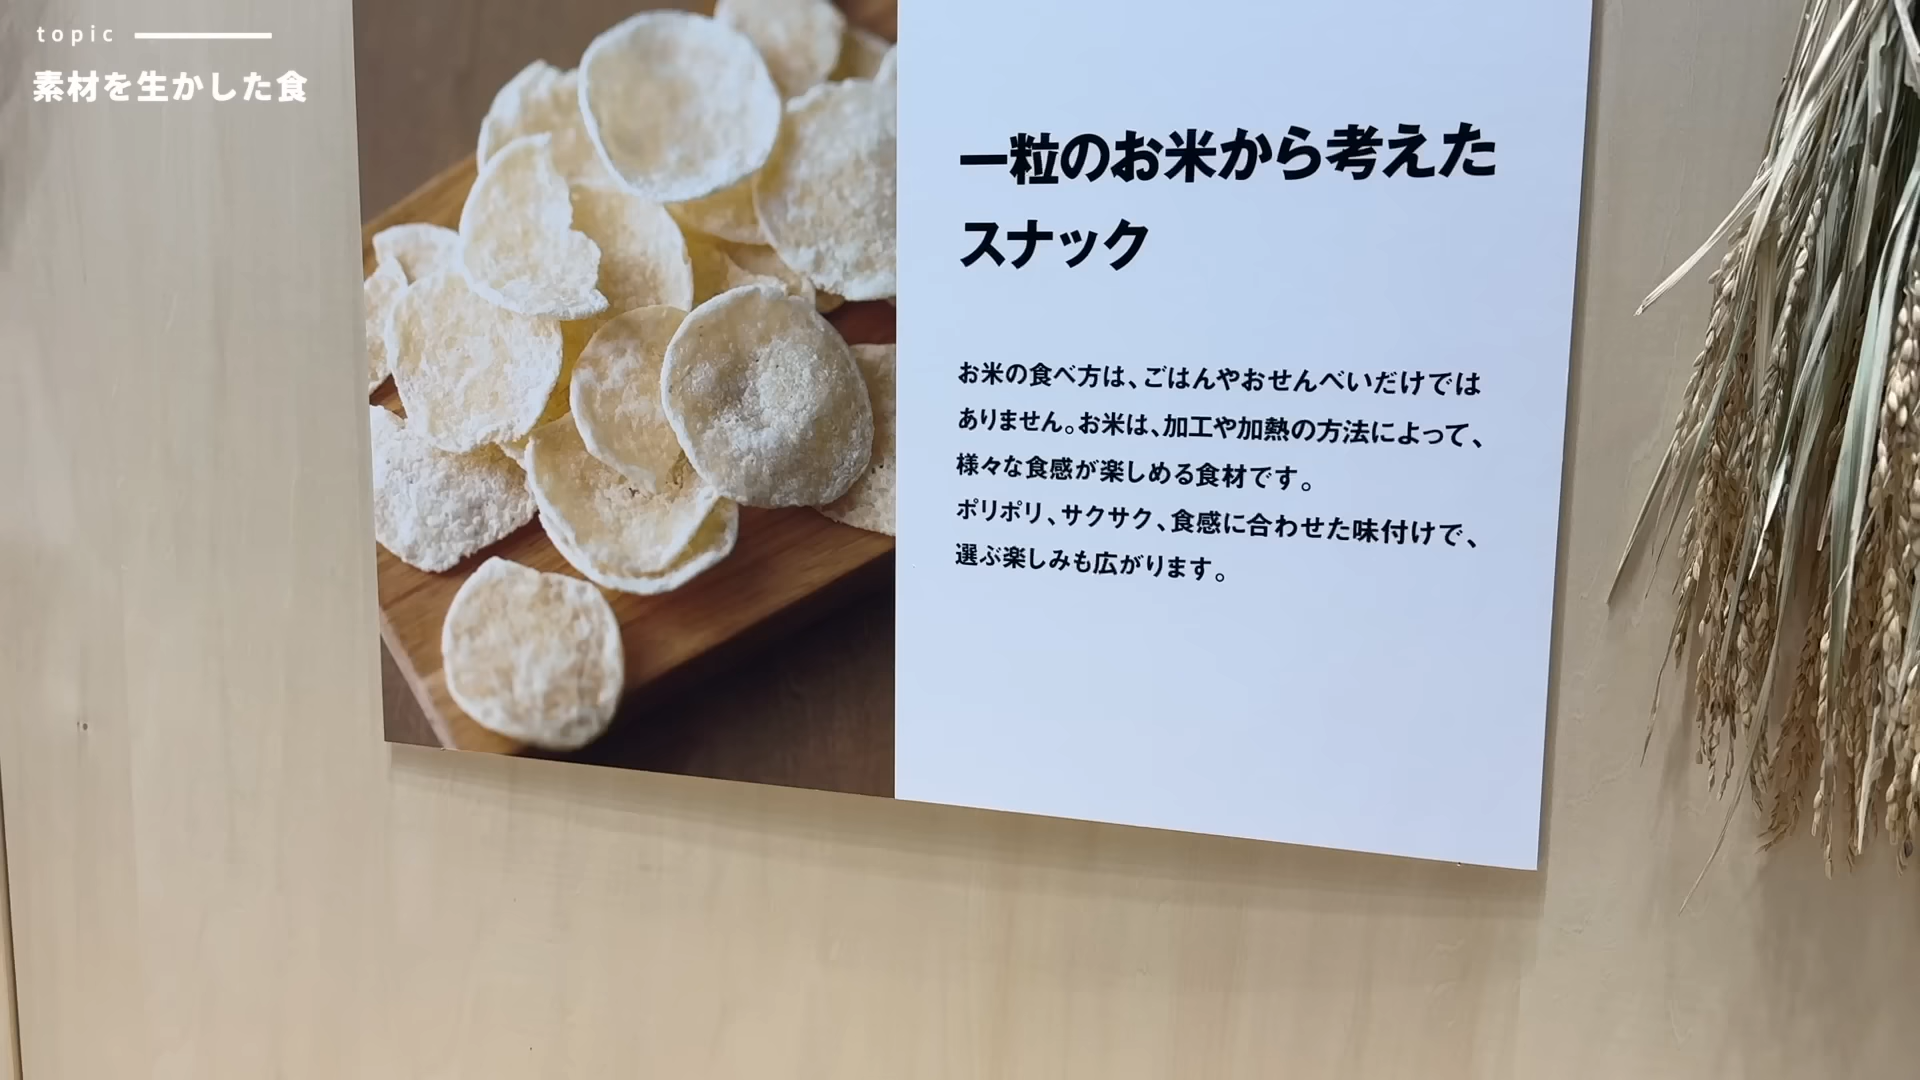 topic
素材を生かした食
一粒のお米から考えた
スナック
お米の食べ方は、ごはんやおせんべいだけでは
ありません。お米は、加工や加熱の方法によって、
様々な食感が楽しめる食材です。
ポリポリ、サクサク、食感に合わせた味付けで、
選ぶ楽しみも広がります。